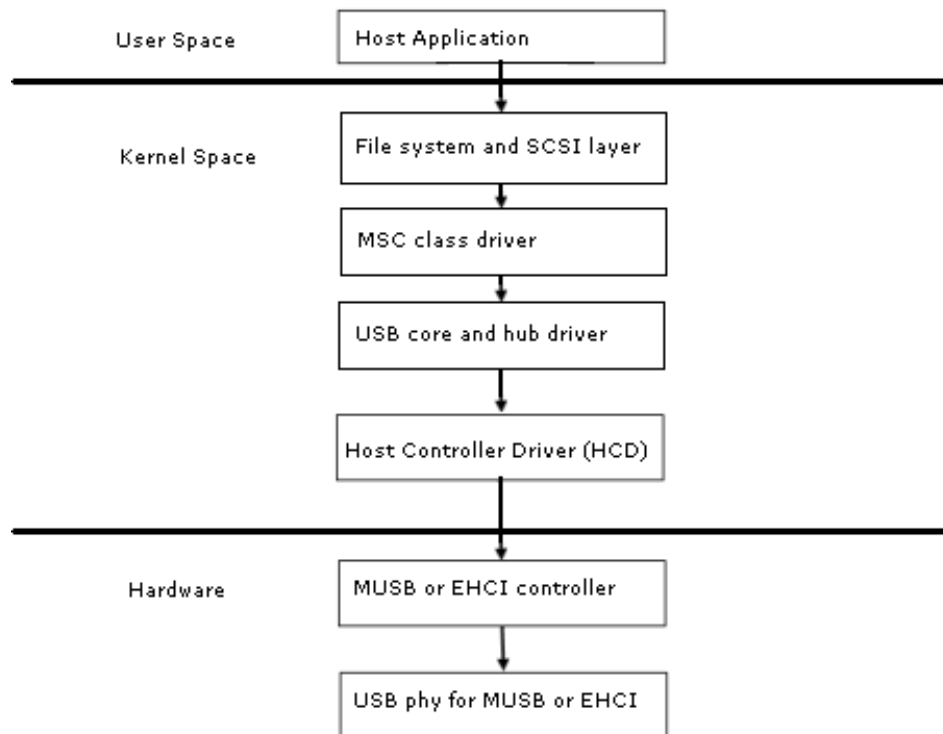 User Space
Host Application
Kernel Space
File system and SCSI layer
MSC class driver
USB core and hub driver
Host Controller Driver (HCD)
Hardware
MUSB or EHCI controller
USB phy for MUSB or EHCI